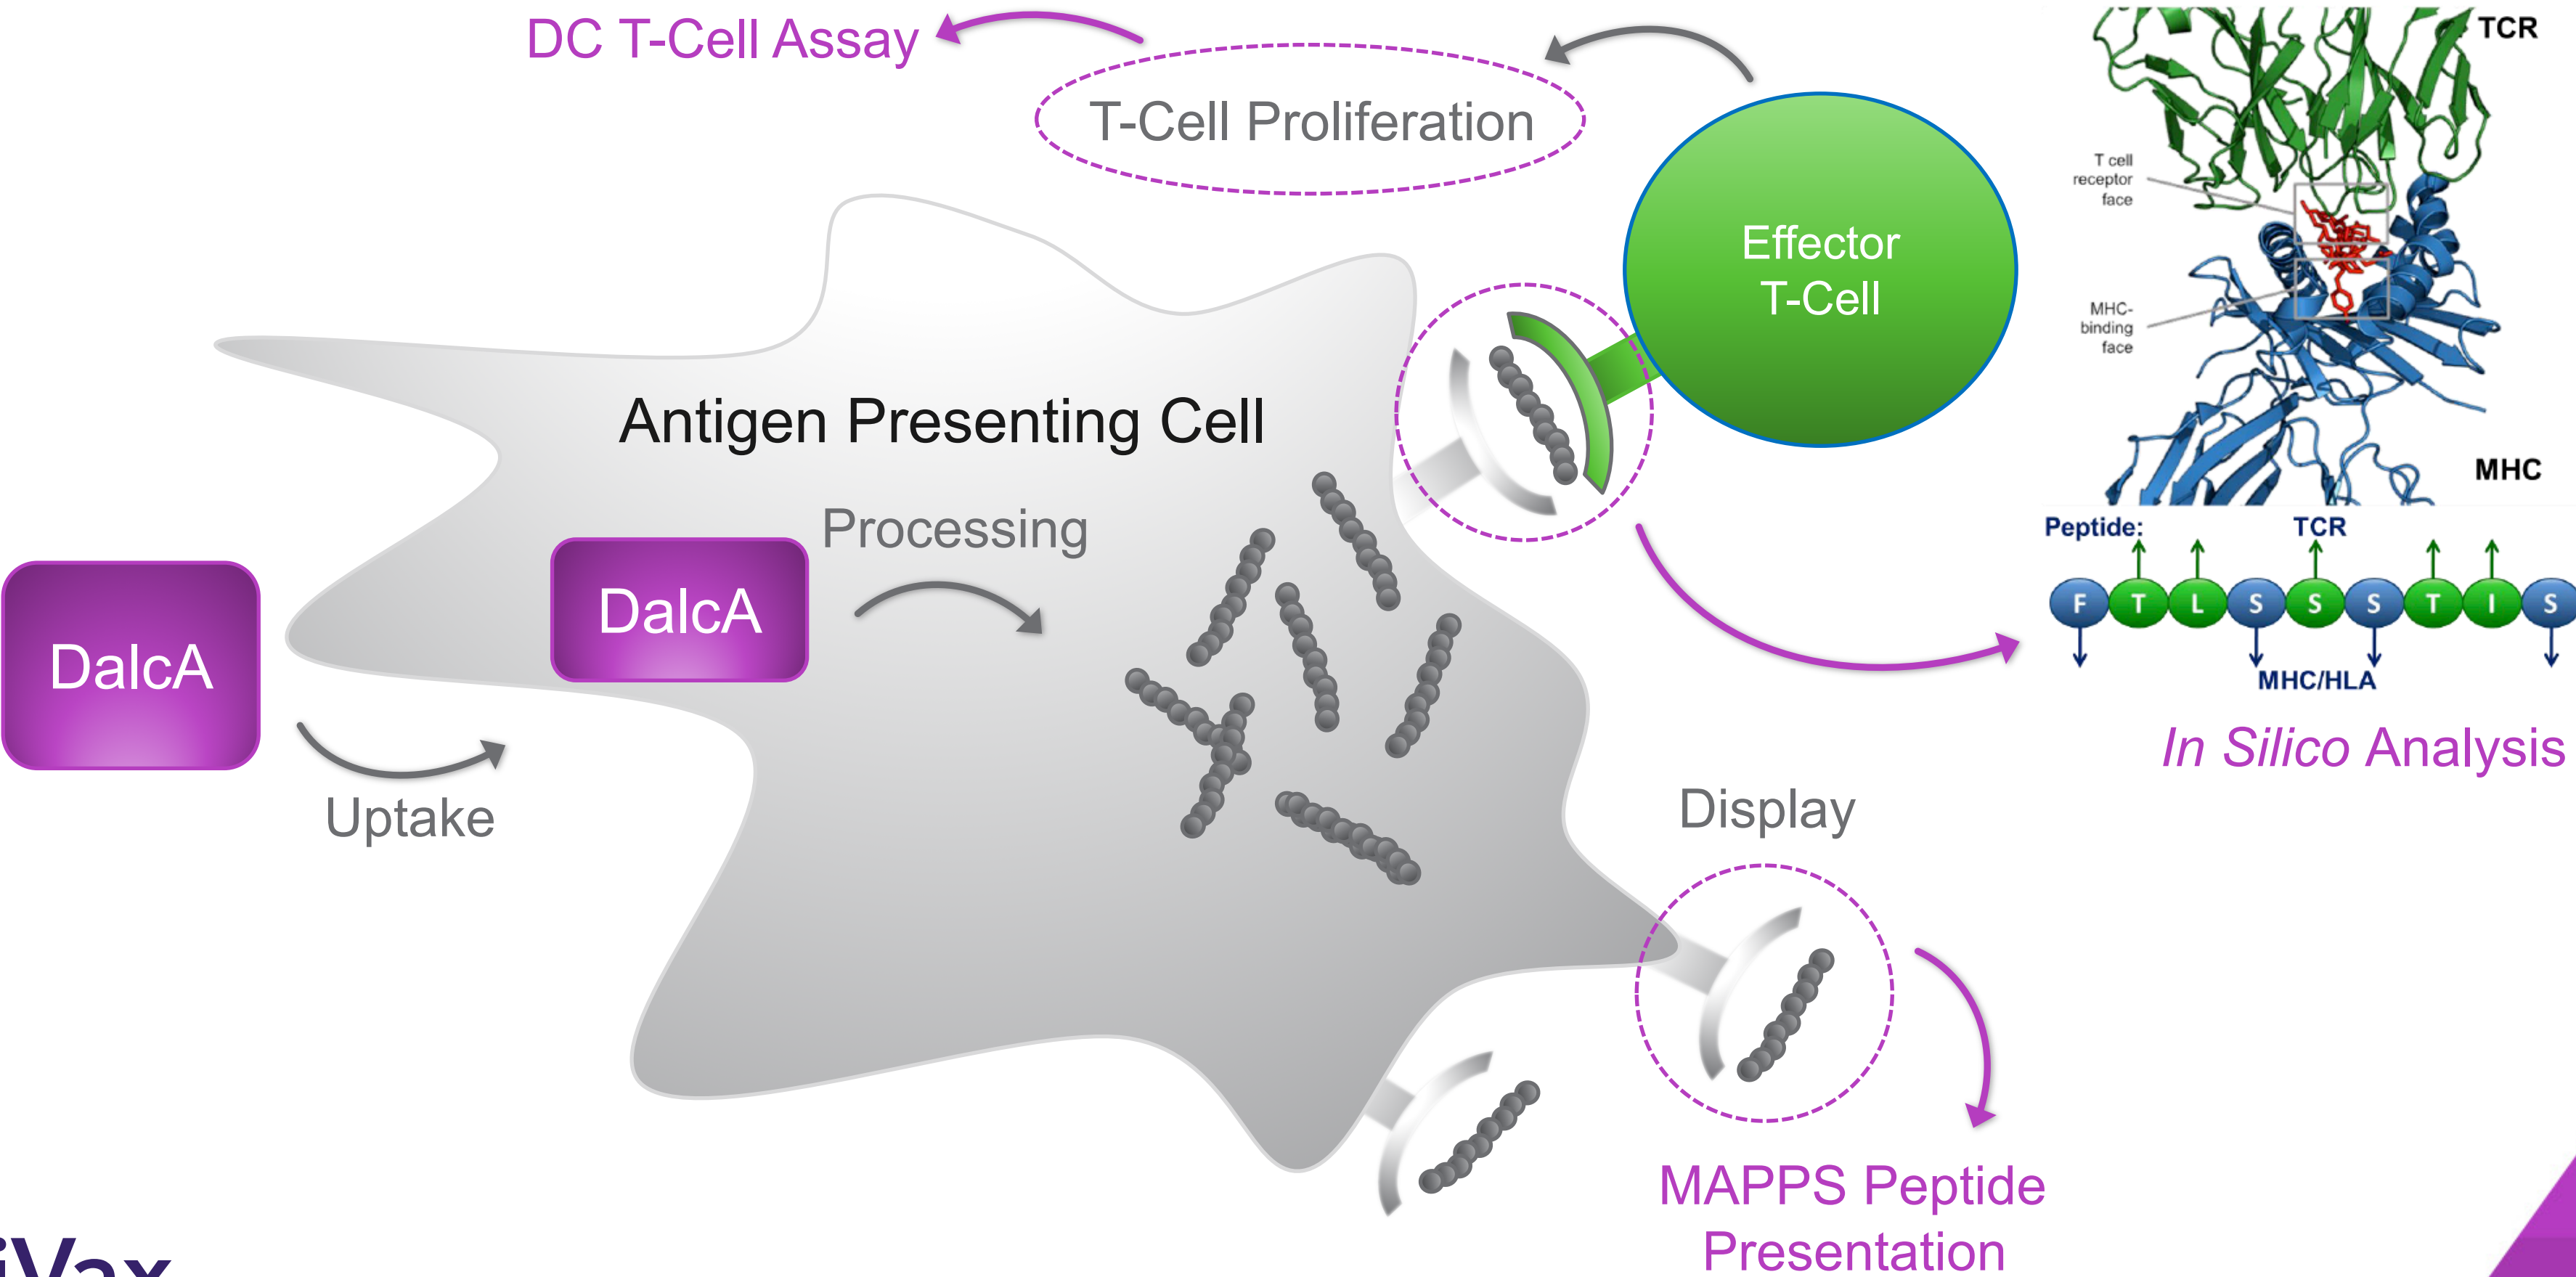 DC T-Cell Assay
T-Cell Proliferation
TCR
T cell
receptor
face
Effector
T-Cell
MHC-
binding
face
Antigen Presenting Cell
MHC
Processing
Peptide:
TCR
F T L S S S T I S
DalcA
DalcA
MHC/HLA
In Silico Analysis
Uptake
Display
MAPPS Peptide
Presentation
iVax